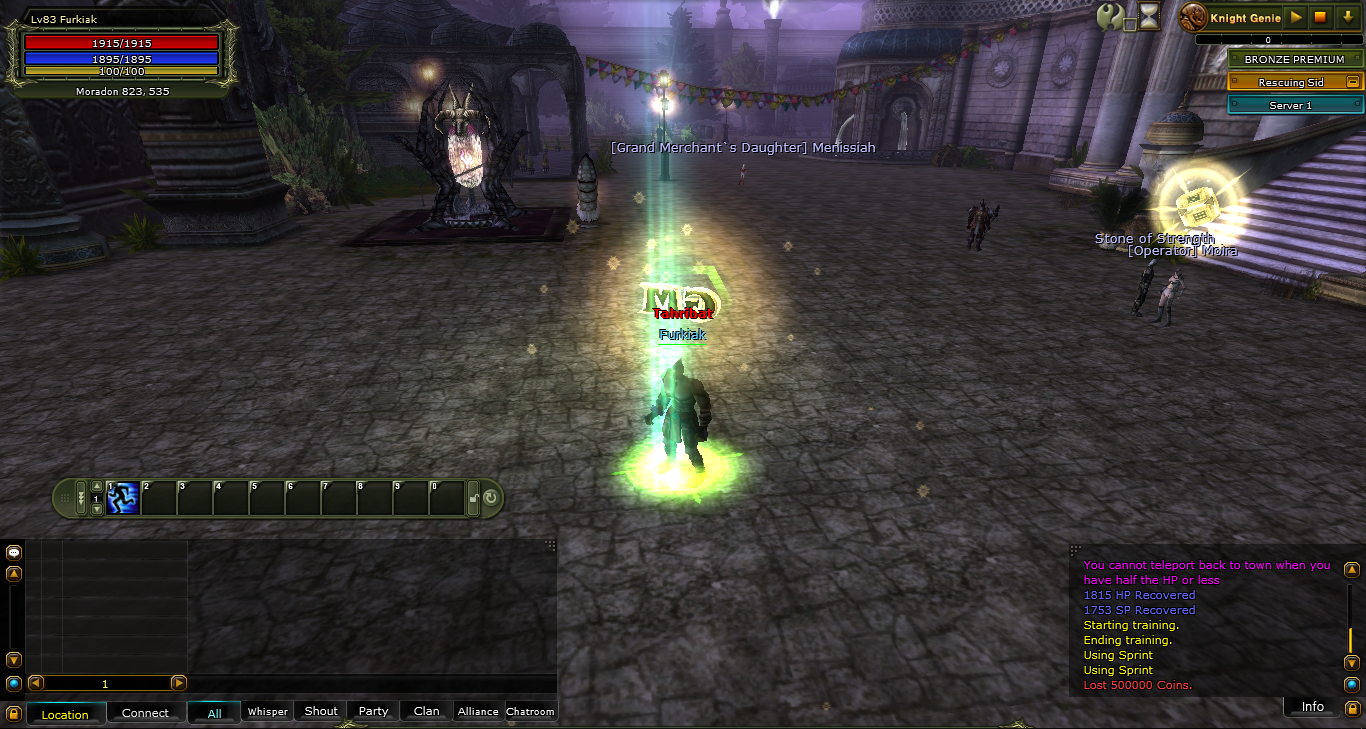 Lv83 Furkiak
1915/1915
1895/1895
100/100
Moradon 823, 535
Knight Genie
0
BRONZE PREMIUM
Rescuing Sid
Server 1
[Grand Merchant`s Daughter] Menissiah
Stone of Strength
[Operator] Moira
Tahribat
Furkiak
1
1 2 3 4 5 6 7 8 9 0
You cannot teleport back to town when you
have half the HP or less
1815 HP Recovered
1753 SP Recovered
Starting training.
Ending training.
Using Sprint
Using Sprint
Lost 500000 Coins.
1
Location Connect All Whisper Shout Party Clan Alliance Chatroom
Info